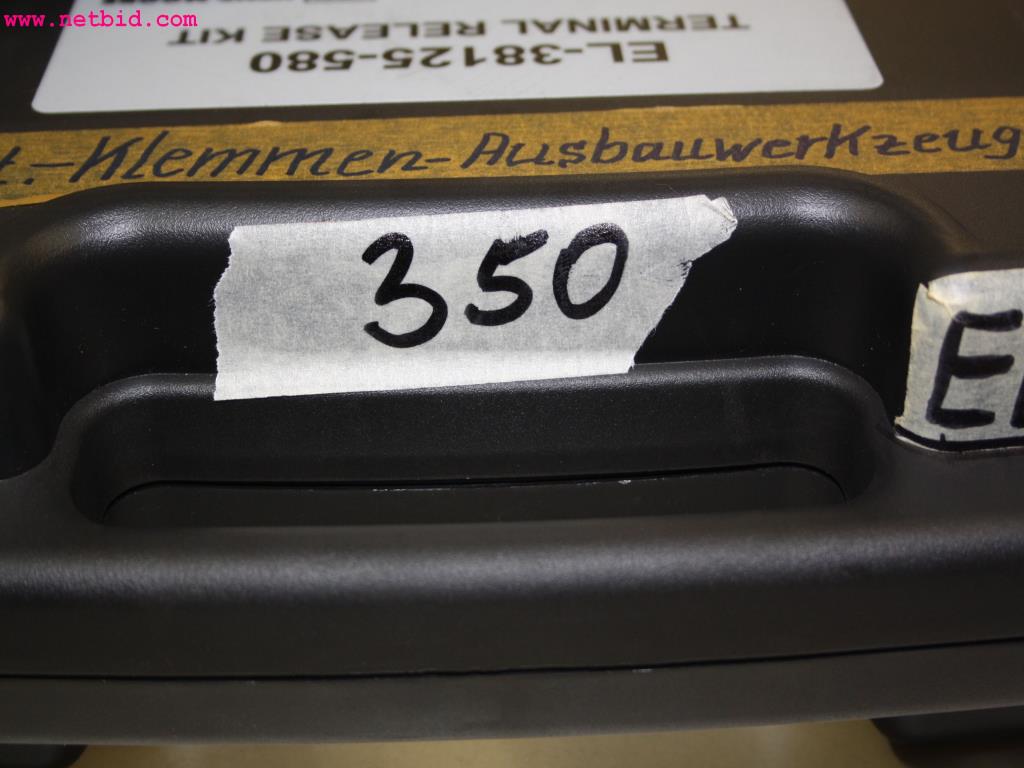 www.netbid.com
EL-38125-580
TERMINAL RELEASE KIT
t.-Klemmen-Ausbauwerkzeug
350